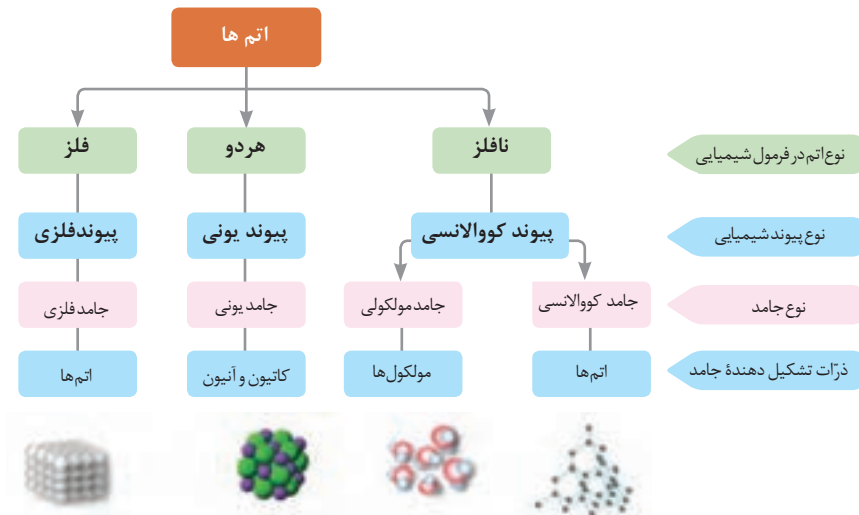 اتم ها
نوع اتم در فرمول شیمیایی
نافلز
هردو
فلز
نوع پیوند شیمیایی
پیوند کووالانسی
پیوند یونی
پیوند فلزی
نوع جامد
جامد کووالانسی
جامد مولکولی
جامد یونی
جامد فلزی
ذرّات تشکیل دهندهٔ جامد
اتم‌ها
مولکول‌ها
کاتیون و آنیون
اتم‌ها